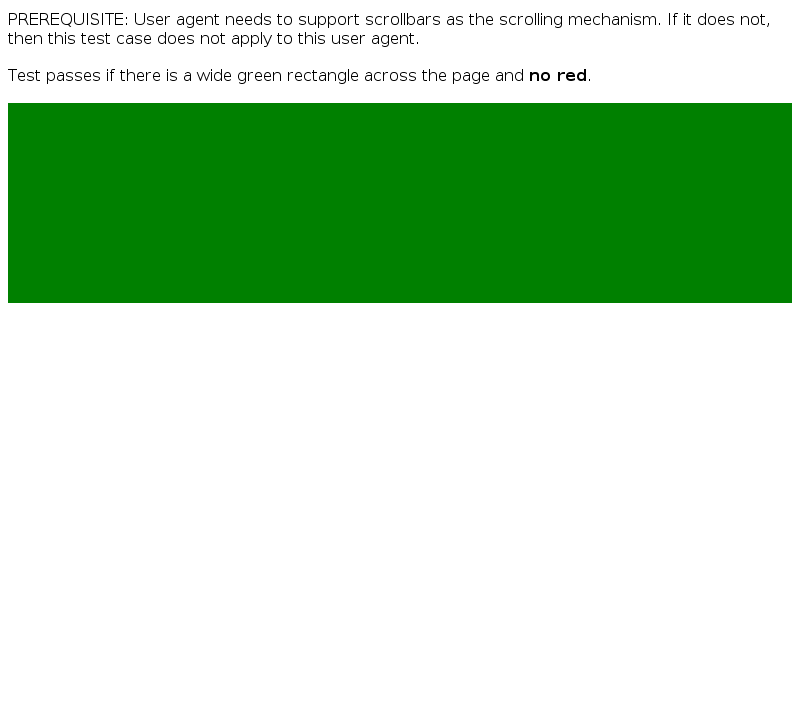 PREREQUISITE: User agent needs to support scrollbars as the scrolling mechanism. If it does not,
then this test case does not apply to this user agent.
Test passes if there is a wide green rectangle across the page and no red.